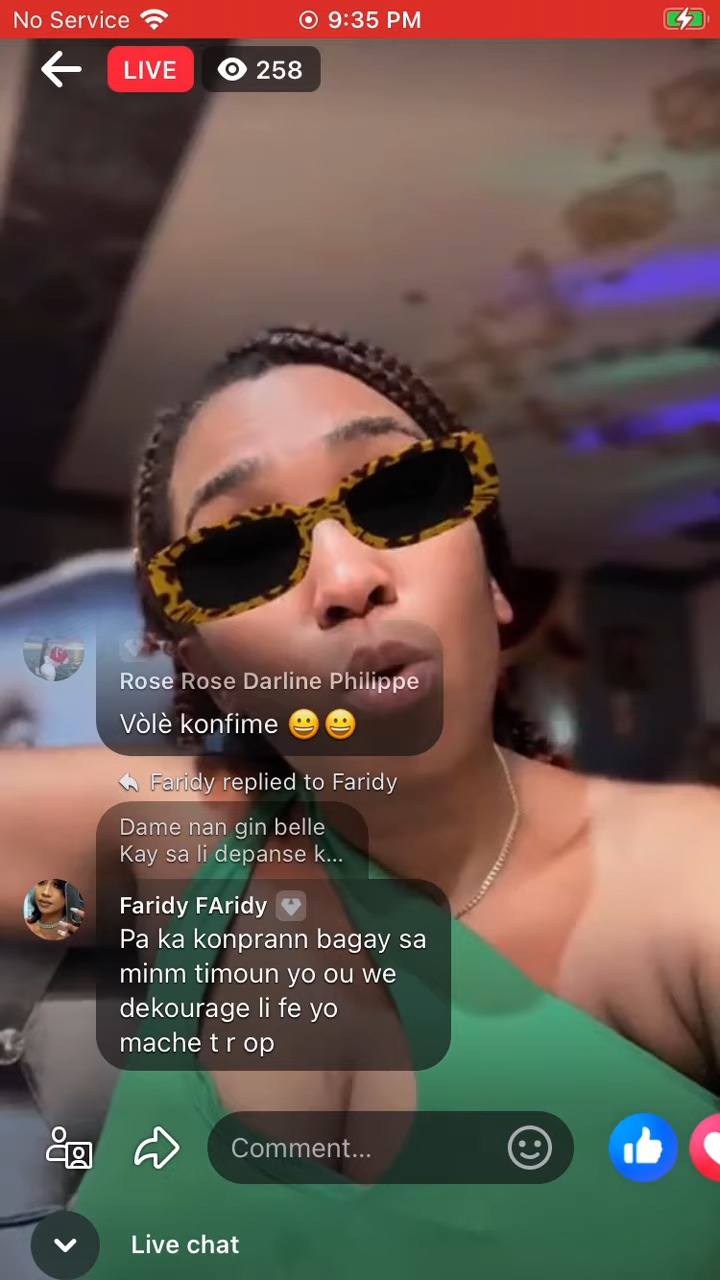 No Service 9:35 PM
LIVE 258
Rose Rose Darline Philippe
Vòlè konfime 😀😀
Faridy replied to Faridy
Dame nan gin belle
Kay sa li depanse k...
Faridy FAridy
Pa ka konprann bagay sa
minm timoun yo ou we
dekourage li fe yo
mache t r op
Comment...
Live chat